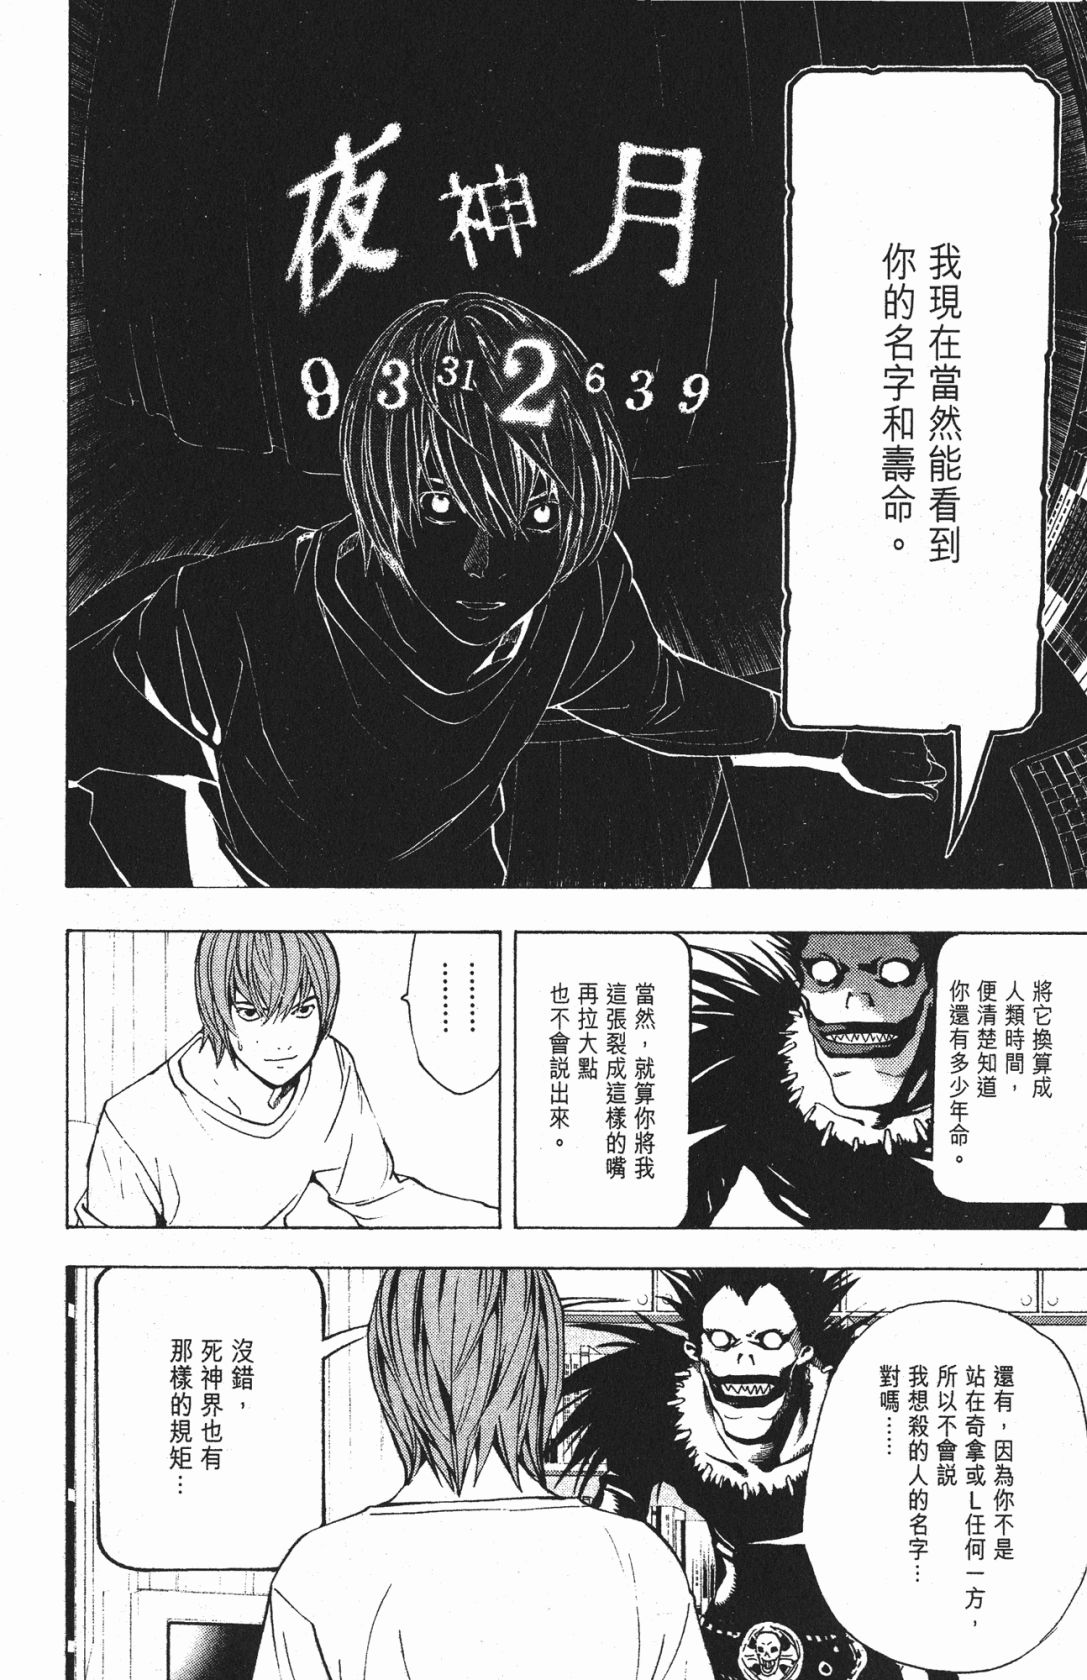 我現在當然能看到
你的名字和壽命。
夜神月
9 3 31 2 6 3 9
將它換算成
人類時間,
便清楚知道
你還有多少年命。
當然,就算你將我
這張裂成這樣的嘴
再拉大點
也不會說出來。
………
………
還有,因為你不是
站在奇拿或L任何一方,
所以不會說
我想殺的人的名字…
對嗎……
沒錯,
死神界也有
那樣的規矩…